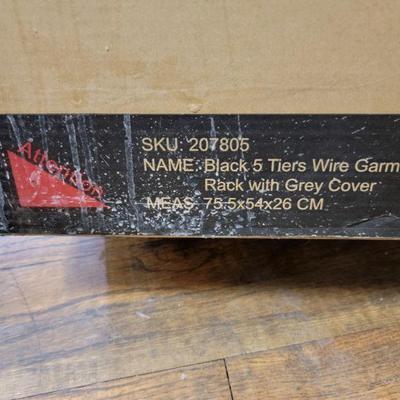 Attention
SKU: 207805
NAME: Black 5 Tiers Wire Garm
Rack with Grey Cover
MEAS: 75.5x54x26 CM